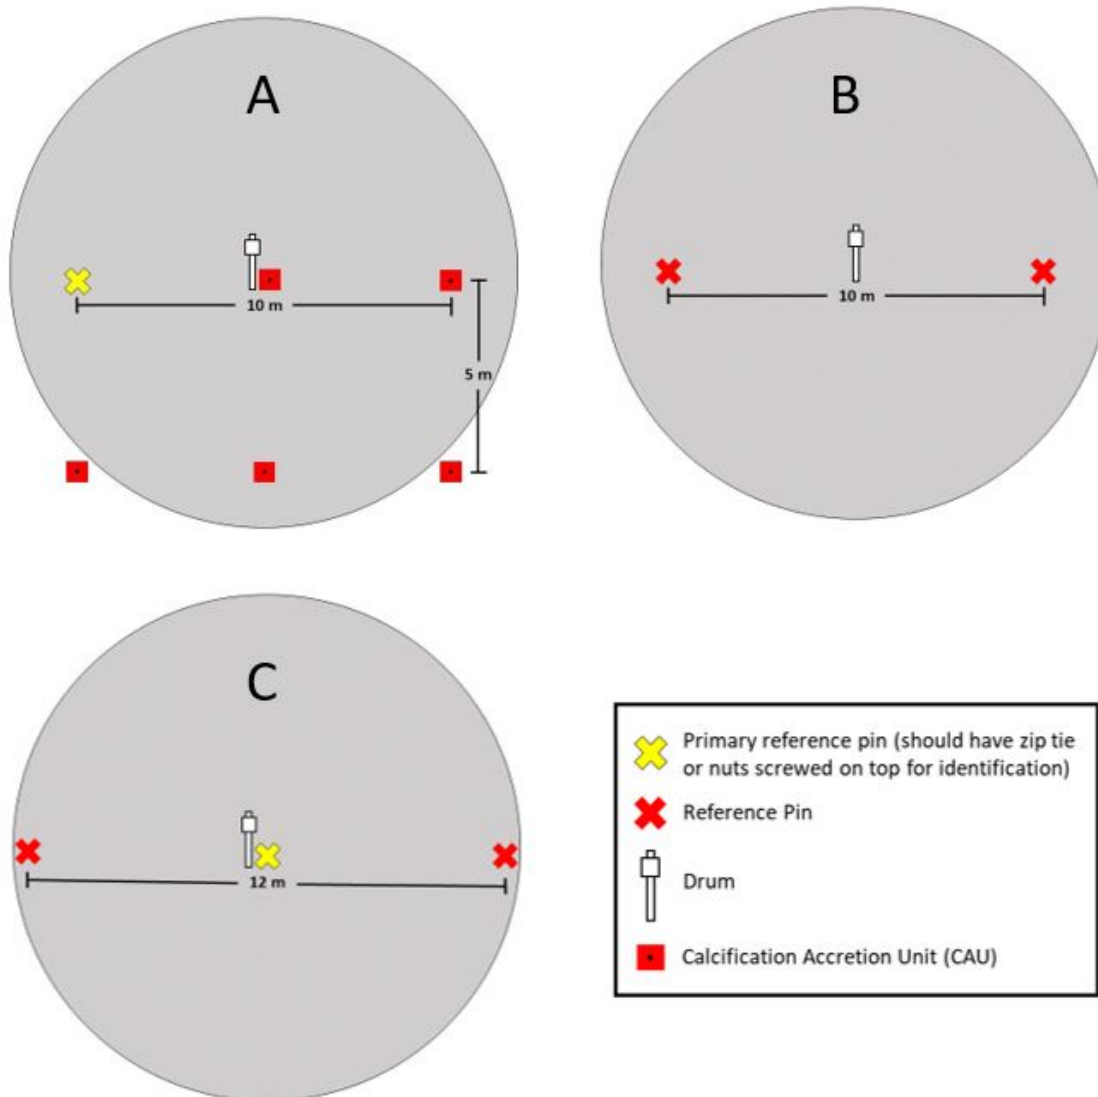 A
B
10 m
5 m
10 m
C
12 m
Primary reference pin (should have zip tie
or nuts screwed on top for identification)
Reference Pin
Drum
Calcification Accretion Unit (CAU)